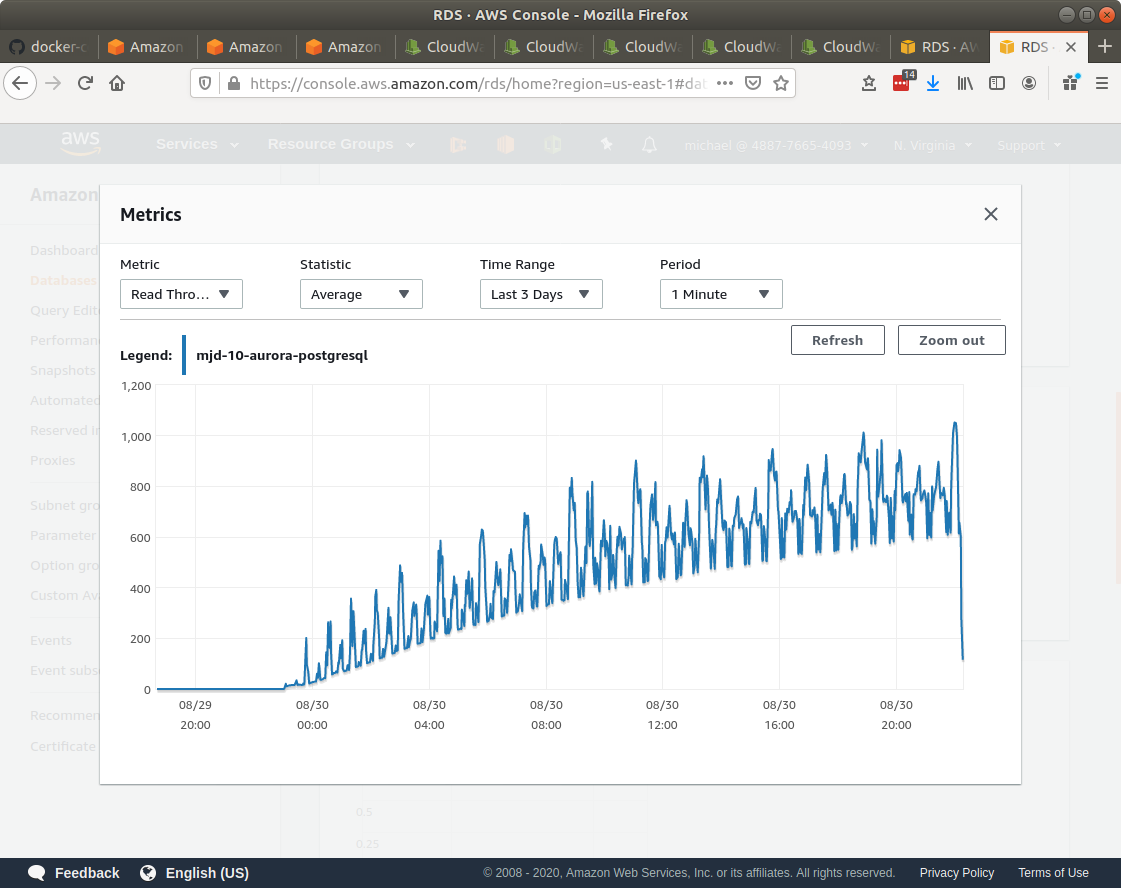 RDS · AWS Console - Mozilla Firefox
docker-c Amazon Amazon Amazon CloudWa CloudWa CloudWa CloudWa CloudWa RDS · AW RDS ·
https://console.aws.amazon.com/rds/home?region=us-east-1#dat
14
aws Services Resource Groups michael @ 4887-7665-4093 N. Virginia Support
Amazon
Dashboard
Databases
Query Edit
Performan
Snapshots
Automated
Reserved in
Proxies
Subnet gro
Parameter
Option gro
Custom Ava
Events
Event subs
Recommen
Certificate
Metrics
Metric Statistic Time Range Period
Read Thro... Average Last 3 Days 1 Minute
Refresh Zoom out
Legend: mjd-10-aurora-postgresql
1,200
1,000
800
600
400
200
0
08/29 08/30 08/30 08/30 08/30 08/30 08/30
20:00 00:00 04:00 08:00 12:00 16:00 20:00
0.5
0.25
Feedback English (US) © 2008 - 2020, Amazon Web Services, Inc. or its affiliates. All rights reserved. Privacy Policy Terms of Use